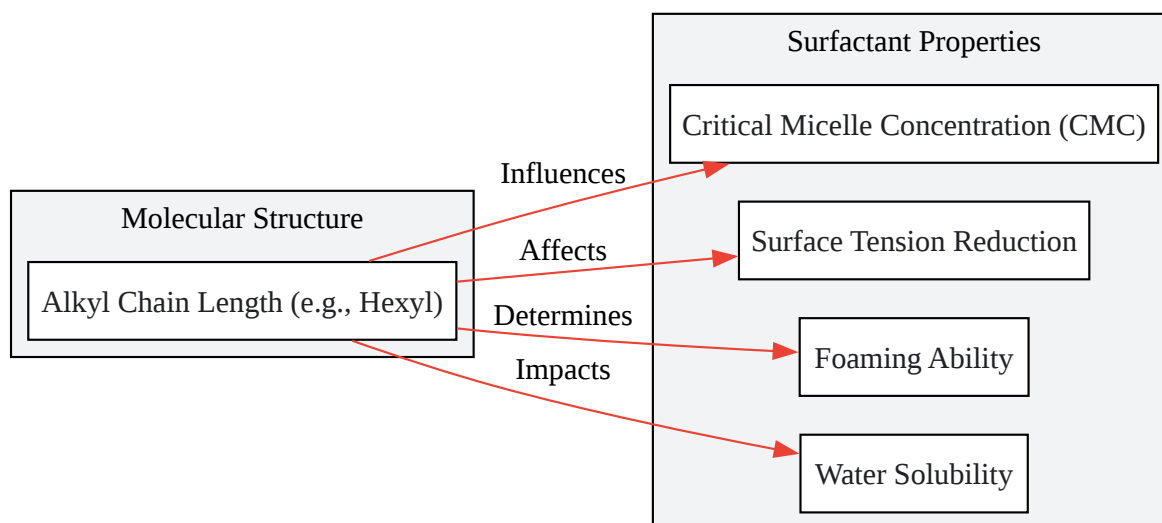 Surfactant Properties
Critical Micelle Concentration (CMC)
Influences
Molecular Structure
Surface Tension Reduction
Affects
Alkyl Chain Length (e.g., Hexyl)
Determines
Foaming Ability
Impacts
Water Solubility